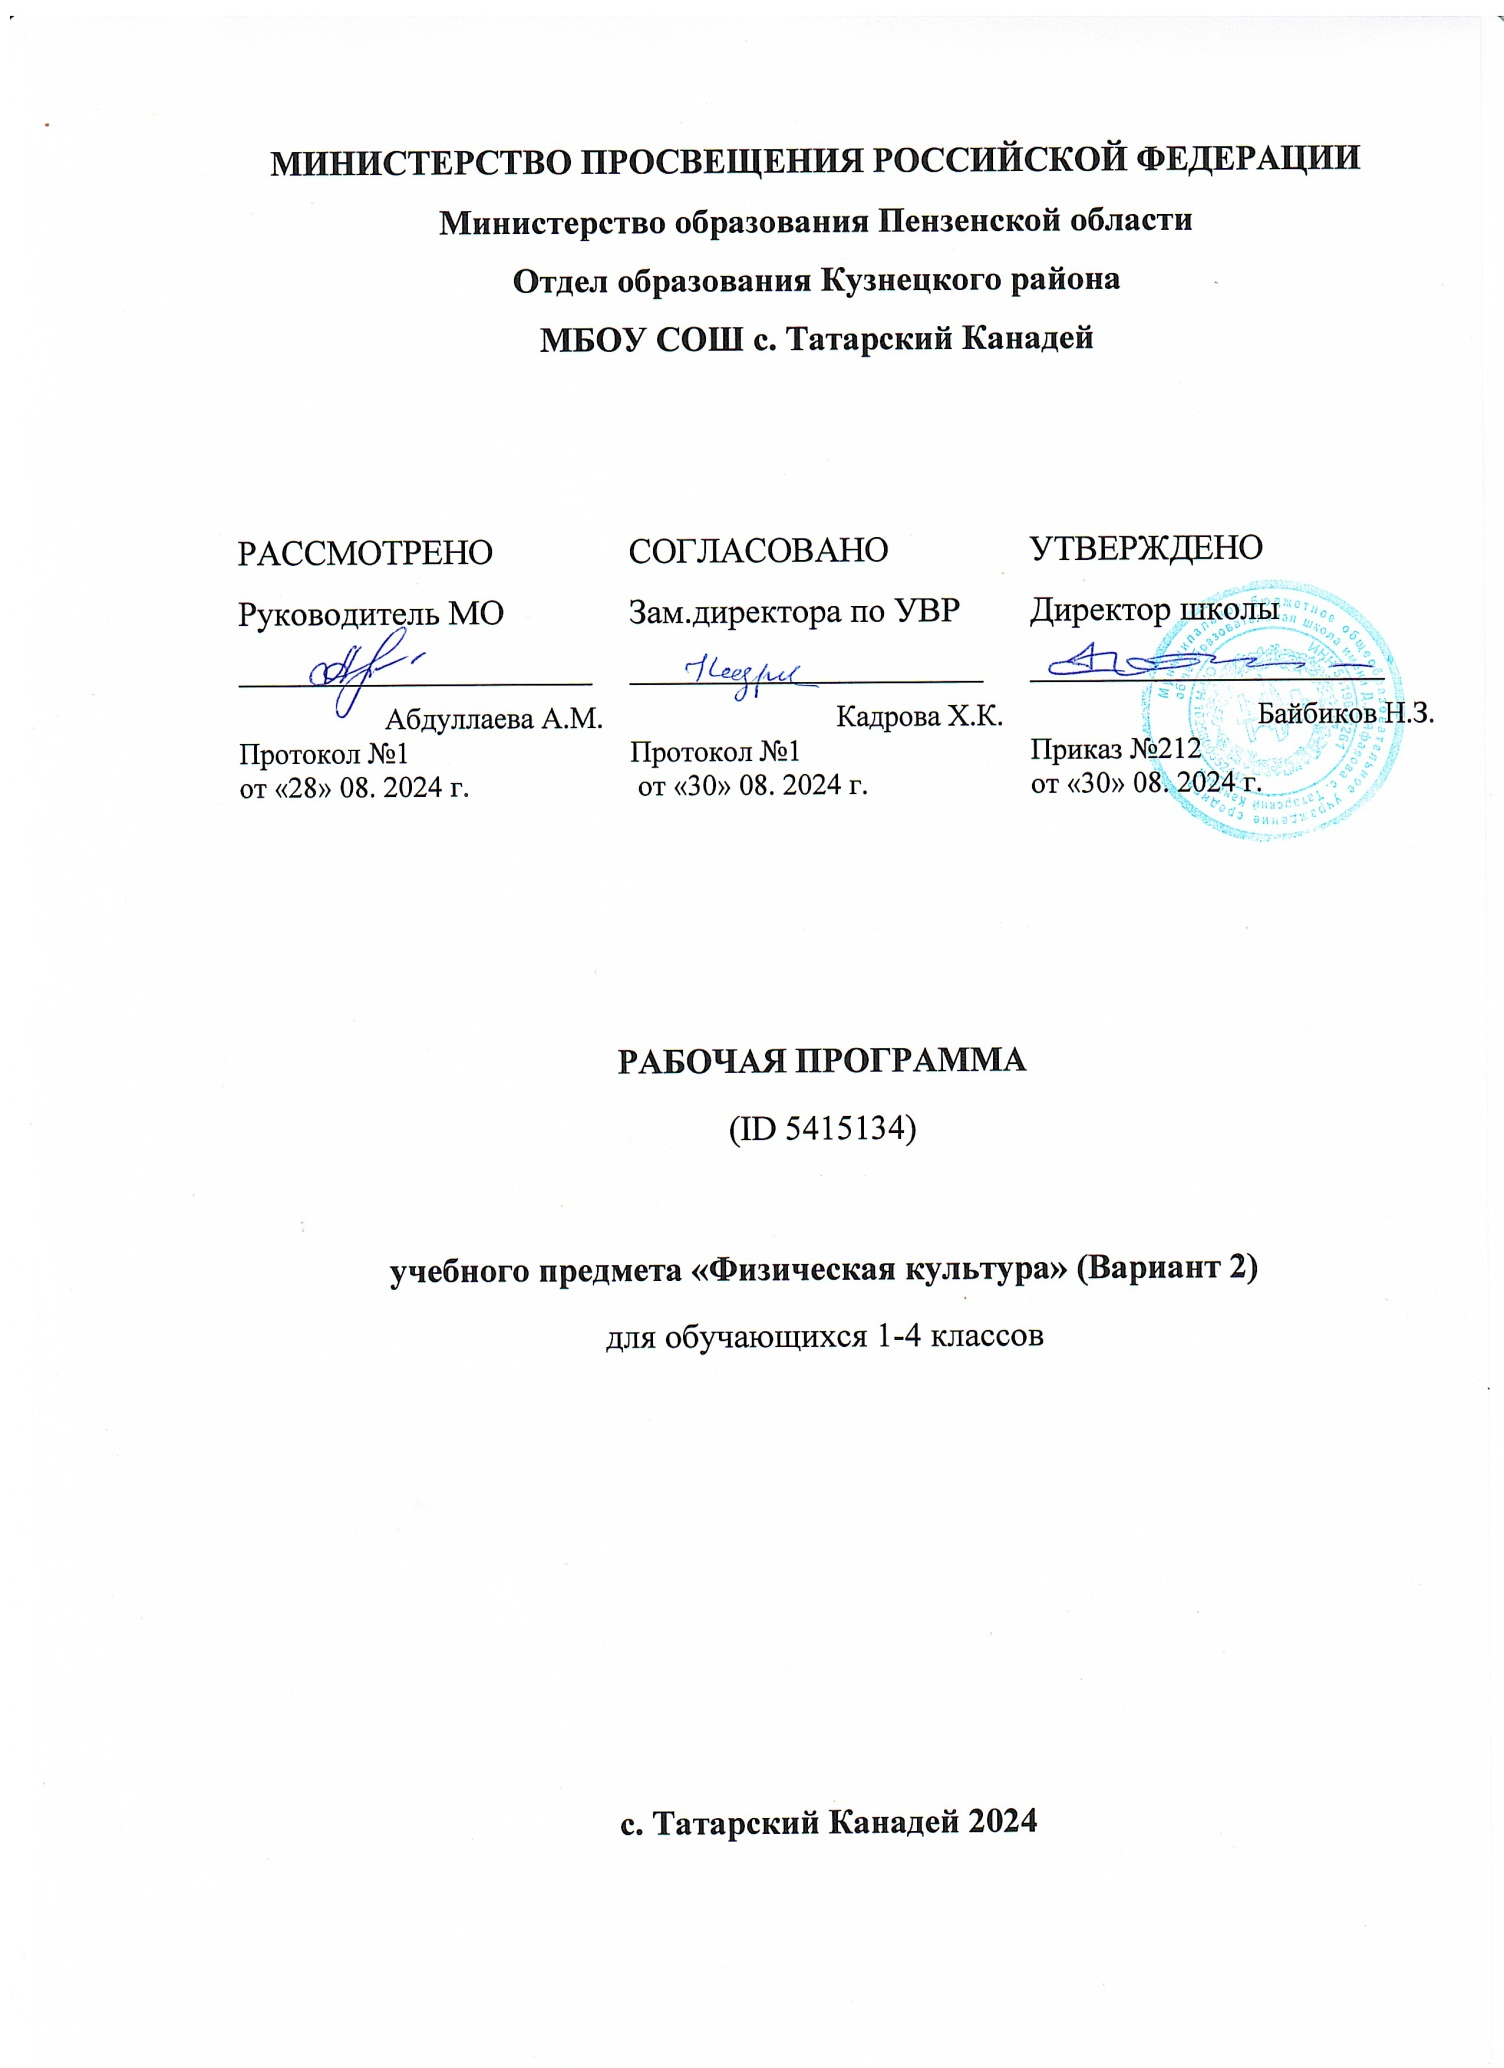 МИНИСТЕРСТВО ПРОСВЕЩЕНИЯ РОССИЙСКОЙ ФЕДЕРАЦИИ
Министерство образования Пензенской области
Отдел образования Кузнецкого района
МБОУ СОШ с. Татарский Канадей
РАССМОТРЕНО
Руководитель МО
Абдуллаева А.М.
Протокол №1
от «28» 08. 2024 г.
СОГЛАСОВАНО
Зам.директора по УВР
Кадрова Х.К.
Протокол №1
от «30» 08. 2024 г.
УТВЕРЖДЕНО
Директор школы
Байбиков Н.З.
Приказ №212
от «30» 08. 2024 г.
РАБОЧАЯ ПРОГРАММА
(ID 5415134)
учебного предмета «Физическая культура» (Вариант 2)
для обучающихся 1-4 классов
с. Татарский Канадей 2024